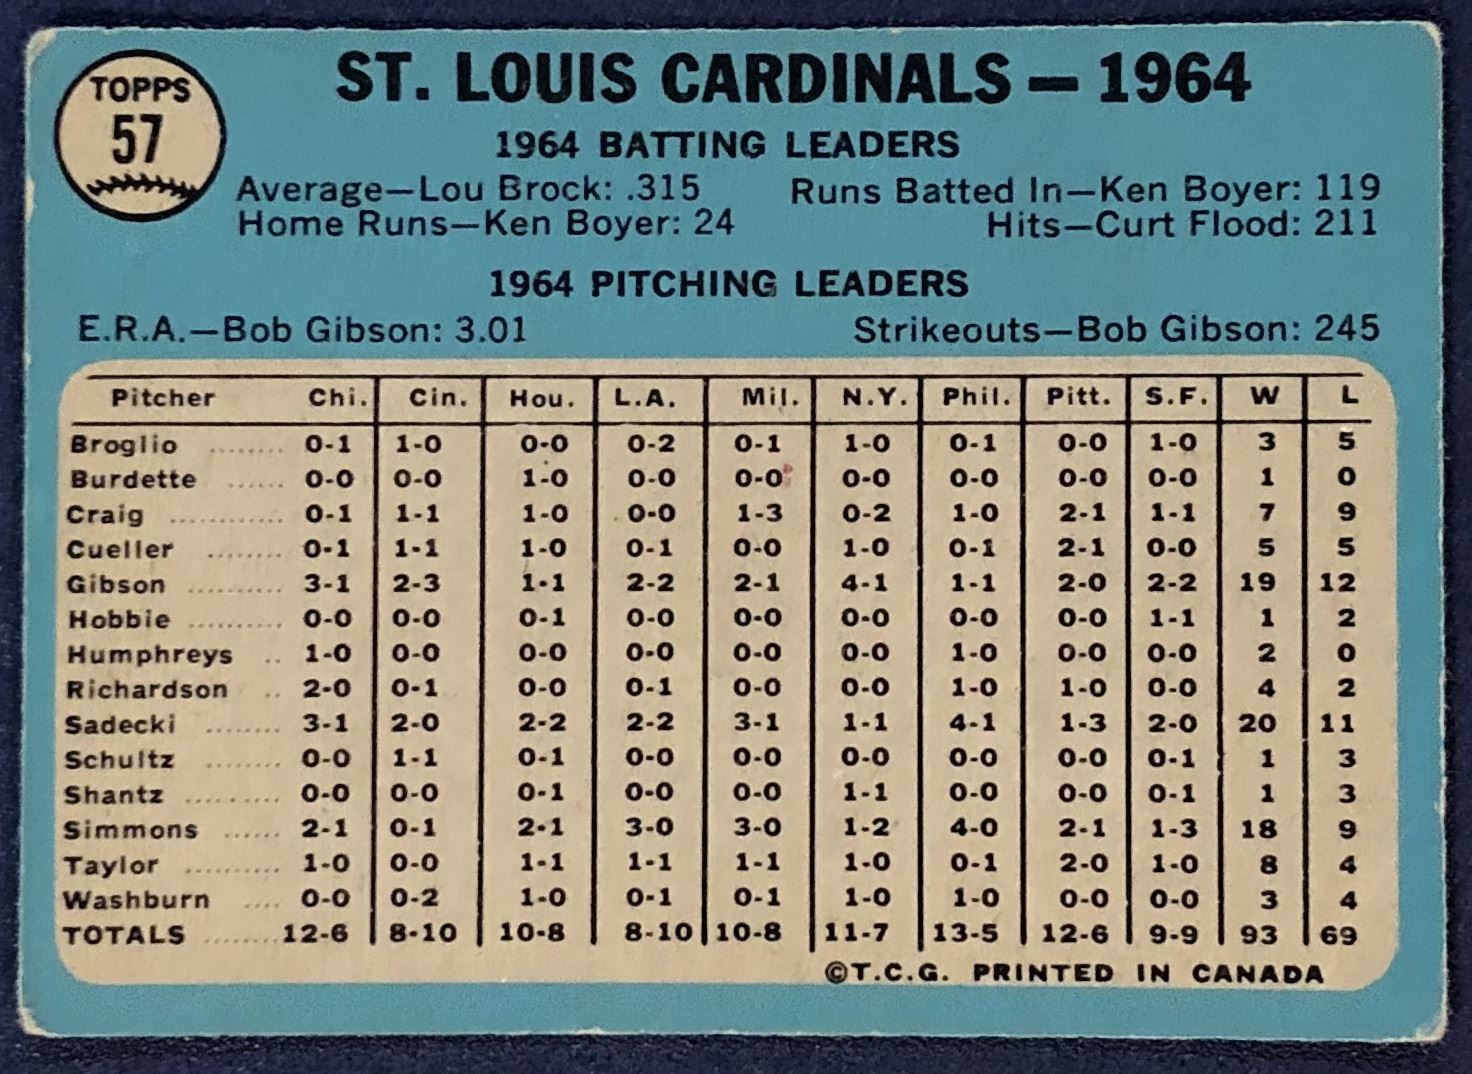 TOPPS
57
ST. LOUIS CARDINALS — 1964
1964 BATTING LEADERS
Average—Lou Brock: .315 Runs Batted In—Ken Boyer: 119
Home Runs—Ken Boyer: 24 Hits—Curt Flood: 211
1964 PITCHING LEADERS
E.R.A.—Bob Gibson: 3.01 Strikeouts—Bob Gibson: 245
Pitcher Chi. Cin. Hou. L.A. Mil. N.Y. Phil. Pitt. S.F. W L
Broglio ........ 0-1 1-0 0-0 0-2 0-1 1-0 0-1 0-0 1-0 3 5
Burdette ...... 0-0 0-0 1-0 0-0 0-0 0-0 0-0 0-0 0-0 1 0
Craig ............ 0-1 1-1 1-0 0-0 1-3 0-2 1-0 2-1 1-1 7 9
Cueller ........ 0-1 1-1 1-0 0-1 0-0 1-0 0-1 2-1 0-0 5 5
Gibson .......... 3-1 2-3 1-1 2-2 2-1 4-1 1-1 2-0 2-2 19 12
Hobbie .......... 0-0 0-0 0-1 0-0 0-0 0-0 0-0 0-0 1-1 1 2
Humphreys .. 1-0 0-0 0-0 0-0 0-0 0-0 1-0 0-0 0-0 2 0
Richardson .. 2-0 0-1 0-0 0-1 0-0 0-0 1-0 1-0 0-0 4 2
Sadecki ........ 3-1 2-0 2-2 2-2 3-1 1-1 4-1 1-3 2-0 20 11
Schultz ........ 0-0 1-1 0-1 0-0 0-0 0-0 0-0 0-0 0-1 1 3
Shantz .......... 0-0 0-0 0-1 0-0 0-0 1-1 0-0 0-0 0-1 1 3
Simmons ...... 2-1 0-1 2-1 3-0 3-0 1-2 4-0 2-1 1-3 18 9
Taylor .......... 1-0 0-0 1-1 1-1 1-1 1-0 0-1 2-0 1-0 8 4
Washburn .... 0-0 0-2 1-0 0-1 0-1 1-0 1-0 0-0 0-0 3 4
TOTALS ........ 12-6 8-10 10-8 8-10 10-8 11-7 13-5 12-6 9-9 93 69
©T.C.G. PRINTED IN CANADA